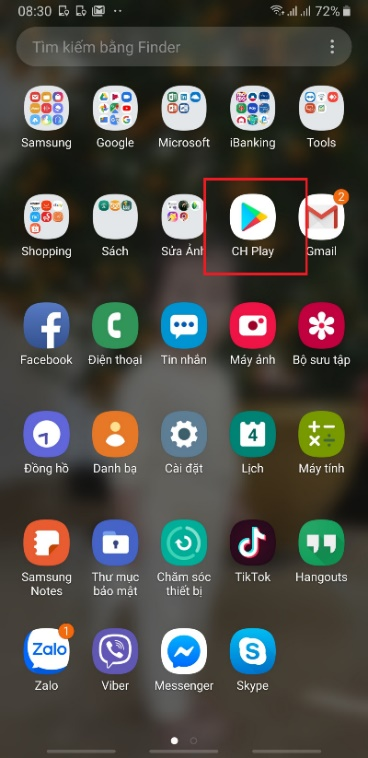 08:30
72%
Tìm kiếm bằng Finder
Samsung Google Microsoft iBanking Tools
2
Shopping Sách Sửa Ảnh CH Play Gmail
Facebook Điện thoại Tin nhắn Máy ảnh Bộ sưu tập
4
Đồng hồ Danh bạ Cài đặt Lịch Máy tính
Samsung Notes Thư mục bảo mật Chăm sóc thiết bị TikTok Hangouts
1
Zalo
Zalo Viber Messenger Skype